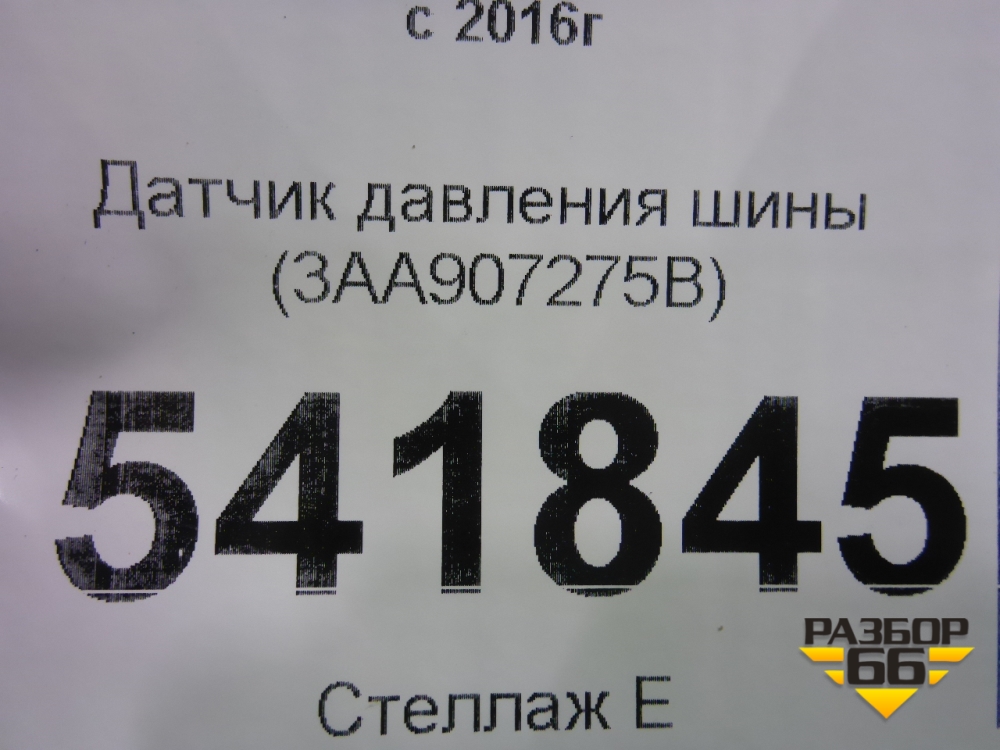 с 2016г
Датчик давления шины
(3AA907275B)
541845
РАЗБОР
66
Стеллаж Е